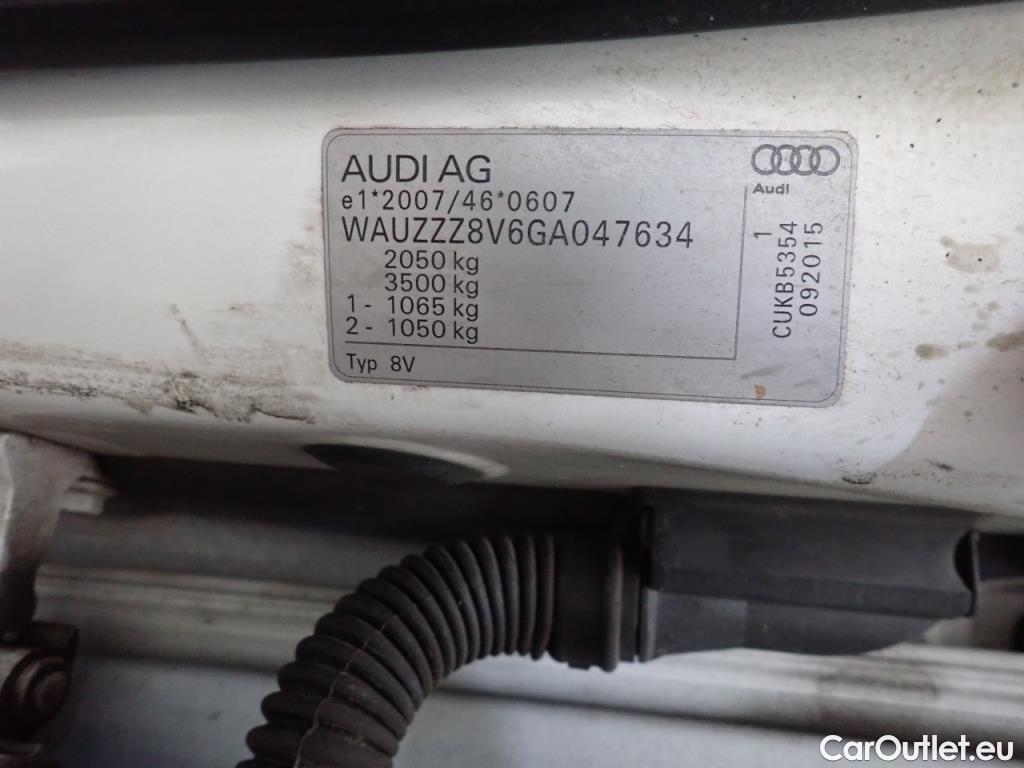 AUDI AG
e1*2007/46*0607
WAUZZZ8V6GA047634
2050 kg
3500 kg
1 - 1065 kg
2 - 1050 kg
Typ 8V
Audi
1
CUKB5354
092015
CarOutlet.eu